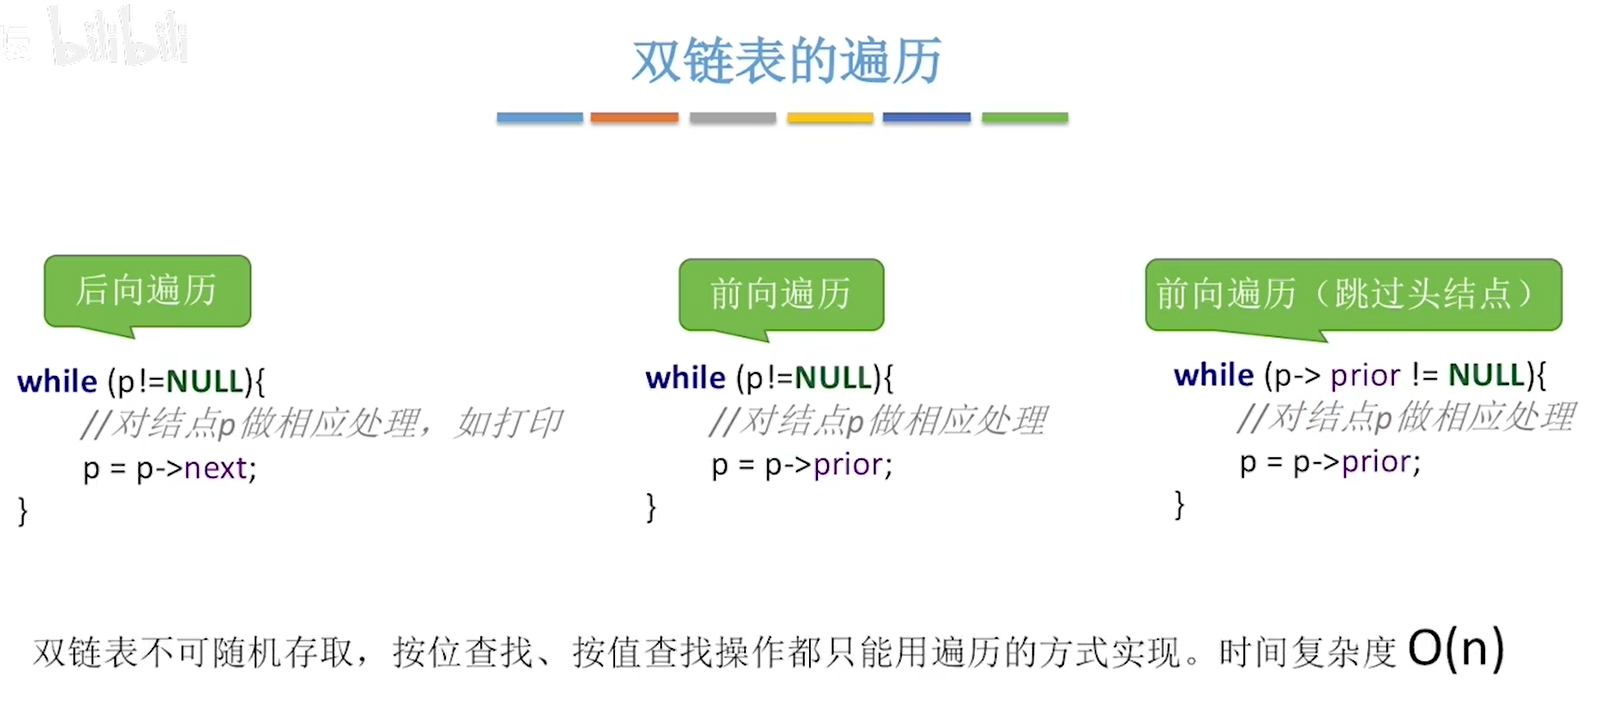 bilibili
双链表的遍历
后向遍历
while (p!=NULL){
//对结点p做相应处理，如打印
p = p->next;
}
前向遍历
while (p!=NULL){
//对结点p做相应处理
p = p->prior;
}
前向遍历（跳过头结点）
while (p-> prior != NULL){
//对结点p做相应处理
p = p->prior;
}
双链表不可随机存取，按位查找、按值查找操作都只能用遍历的方式实现。时间复杂度 O(n)